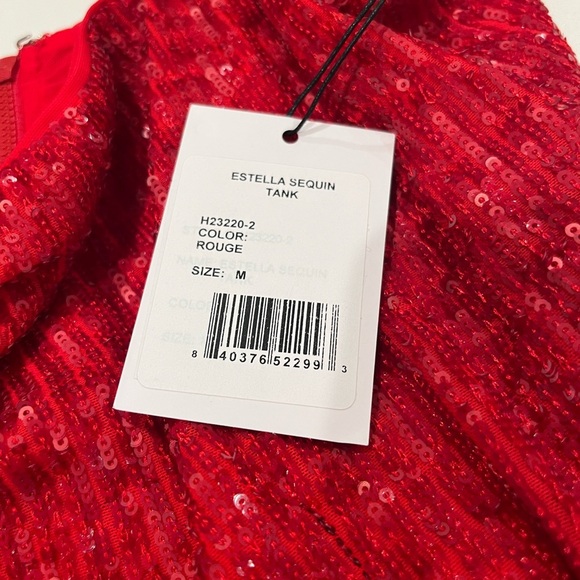 ESTELLA SEQUIN
TANK
H23220-2
COLOR:
ROUGE
SIZE: M
8 40376 52299 3